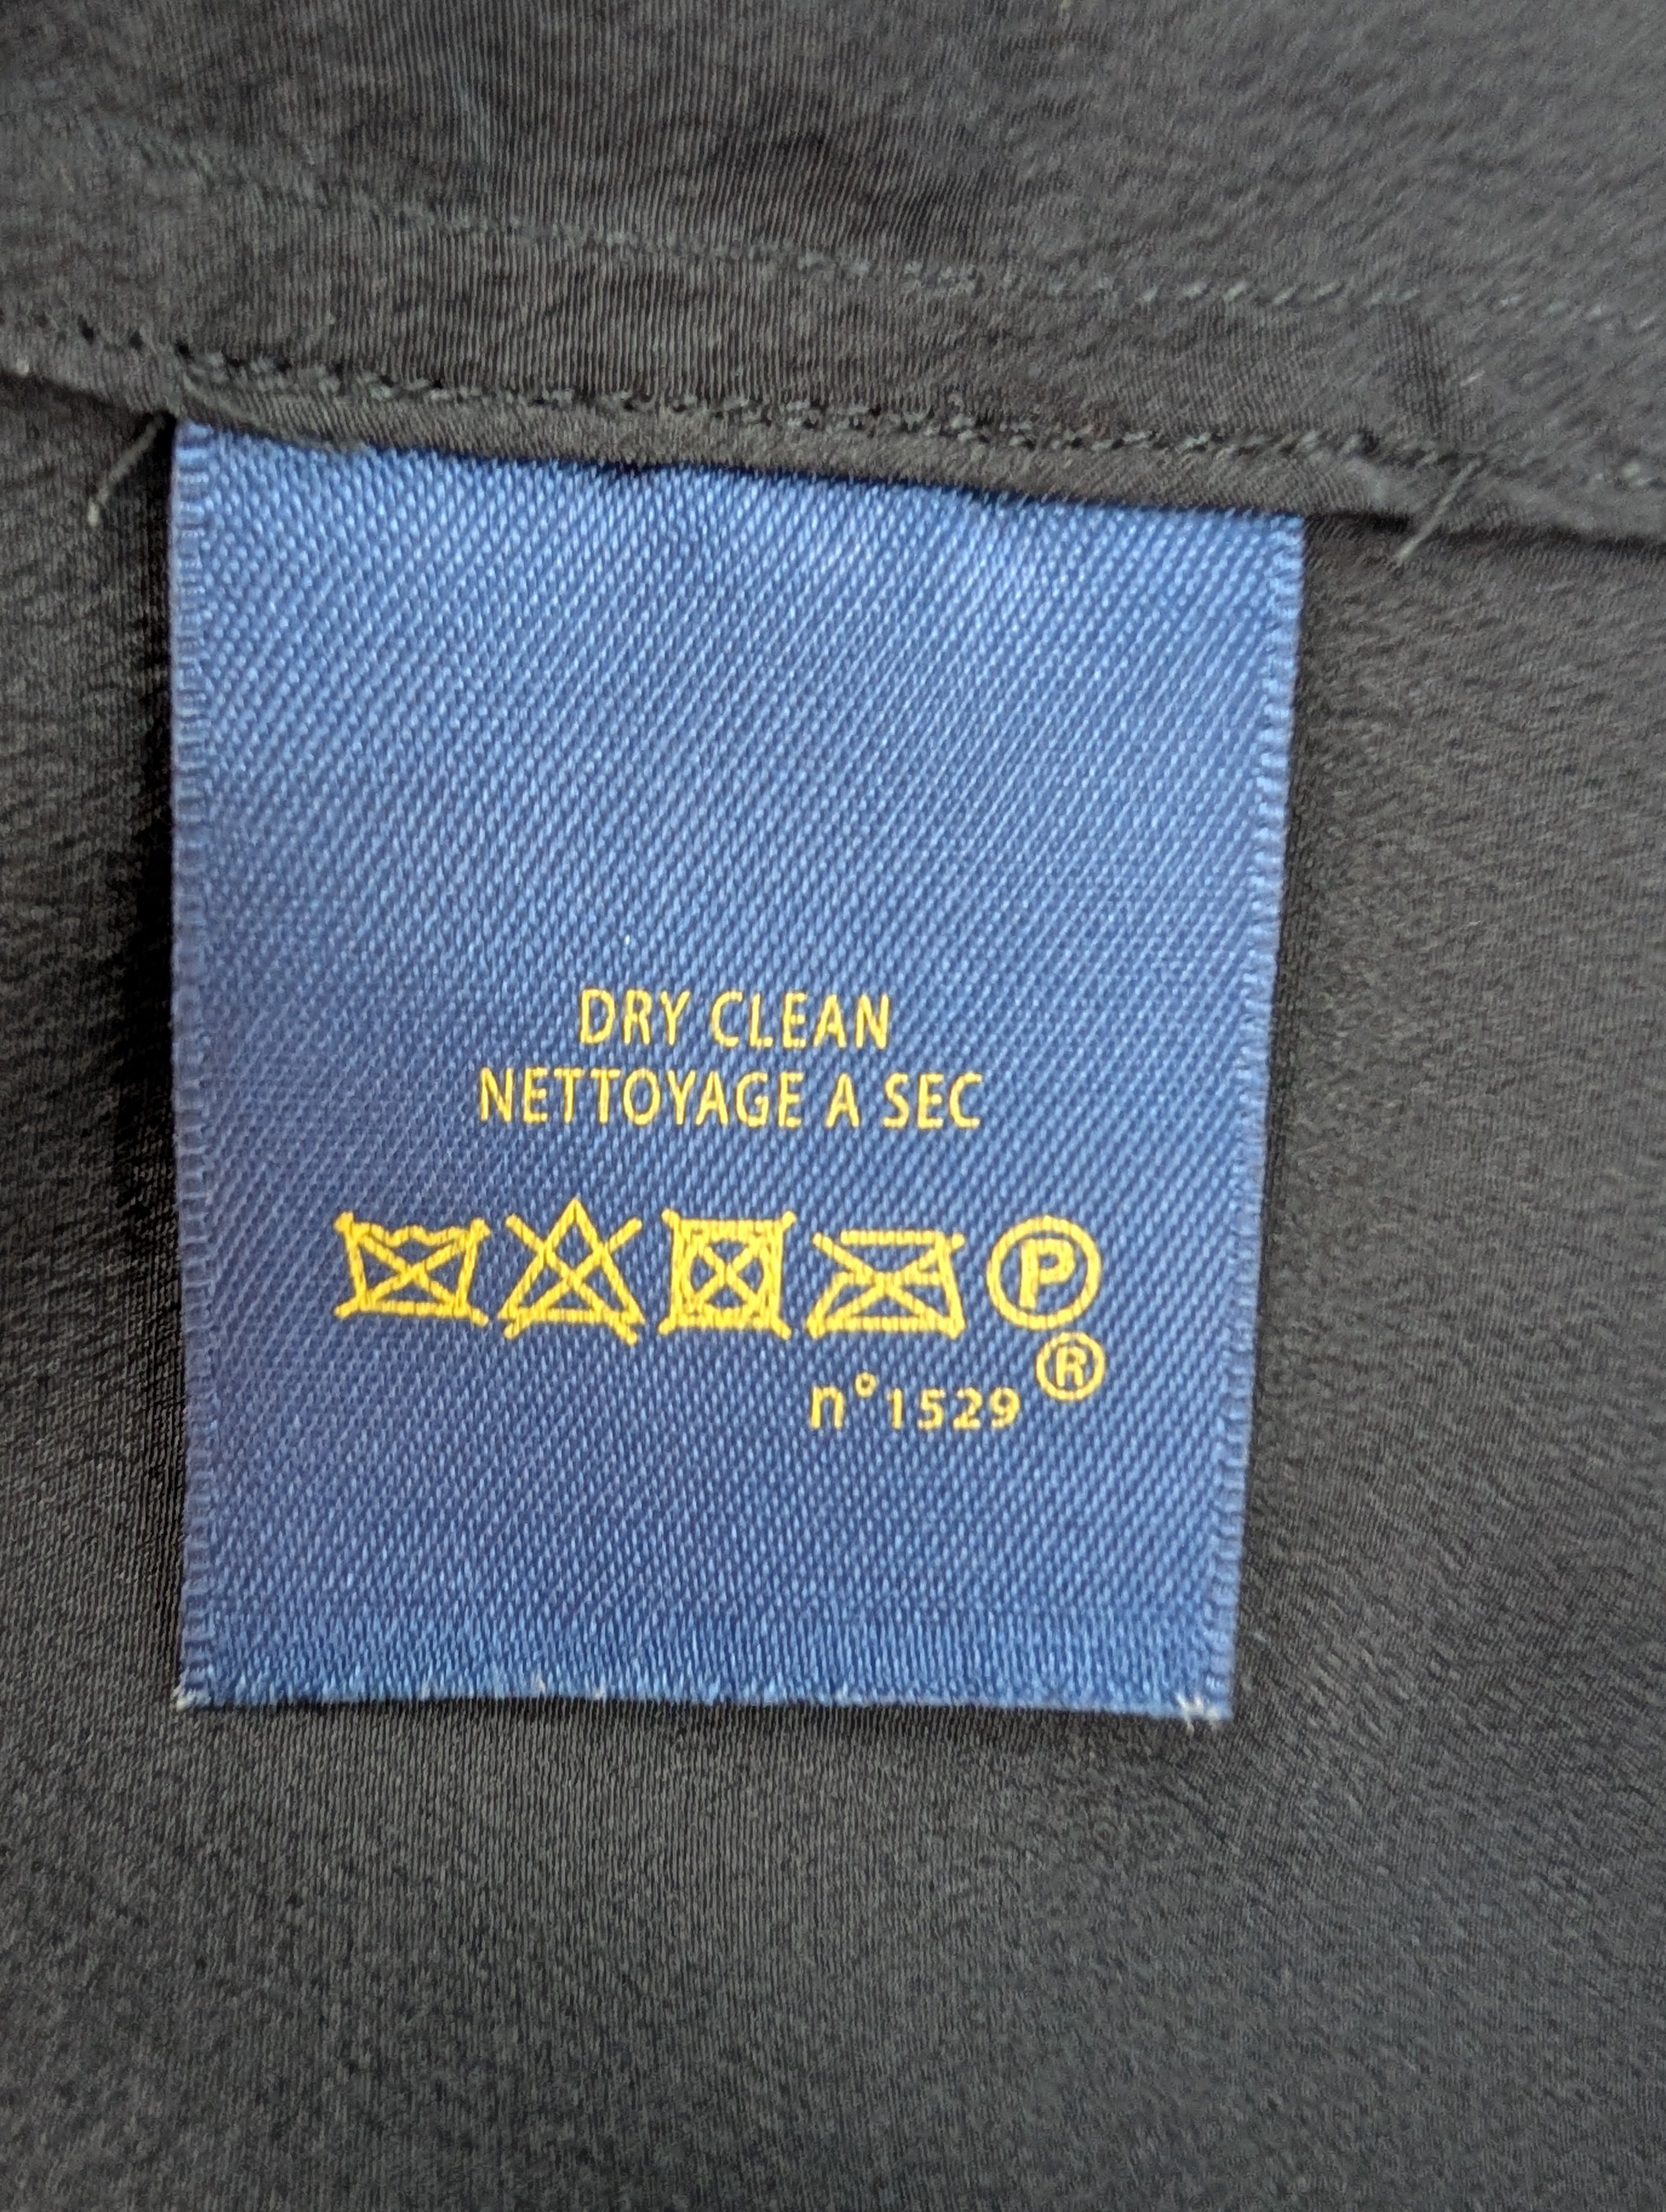 DRY CLEAN
NETTOYAGE A SEC
P
®
n°1529